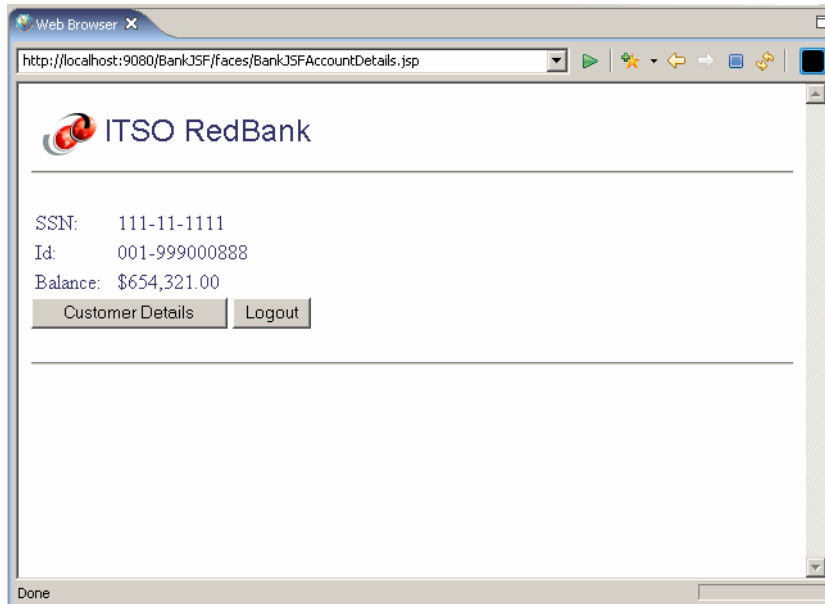 Web Browser
http://localhost:9080/BankJSF/faces/BankJSFAccountDetails.jsp
ITSO RedBank
SSN: 111-11-1111
Id: 001-999000888
Balance: $654,321.00
Customer Details Logout
Done